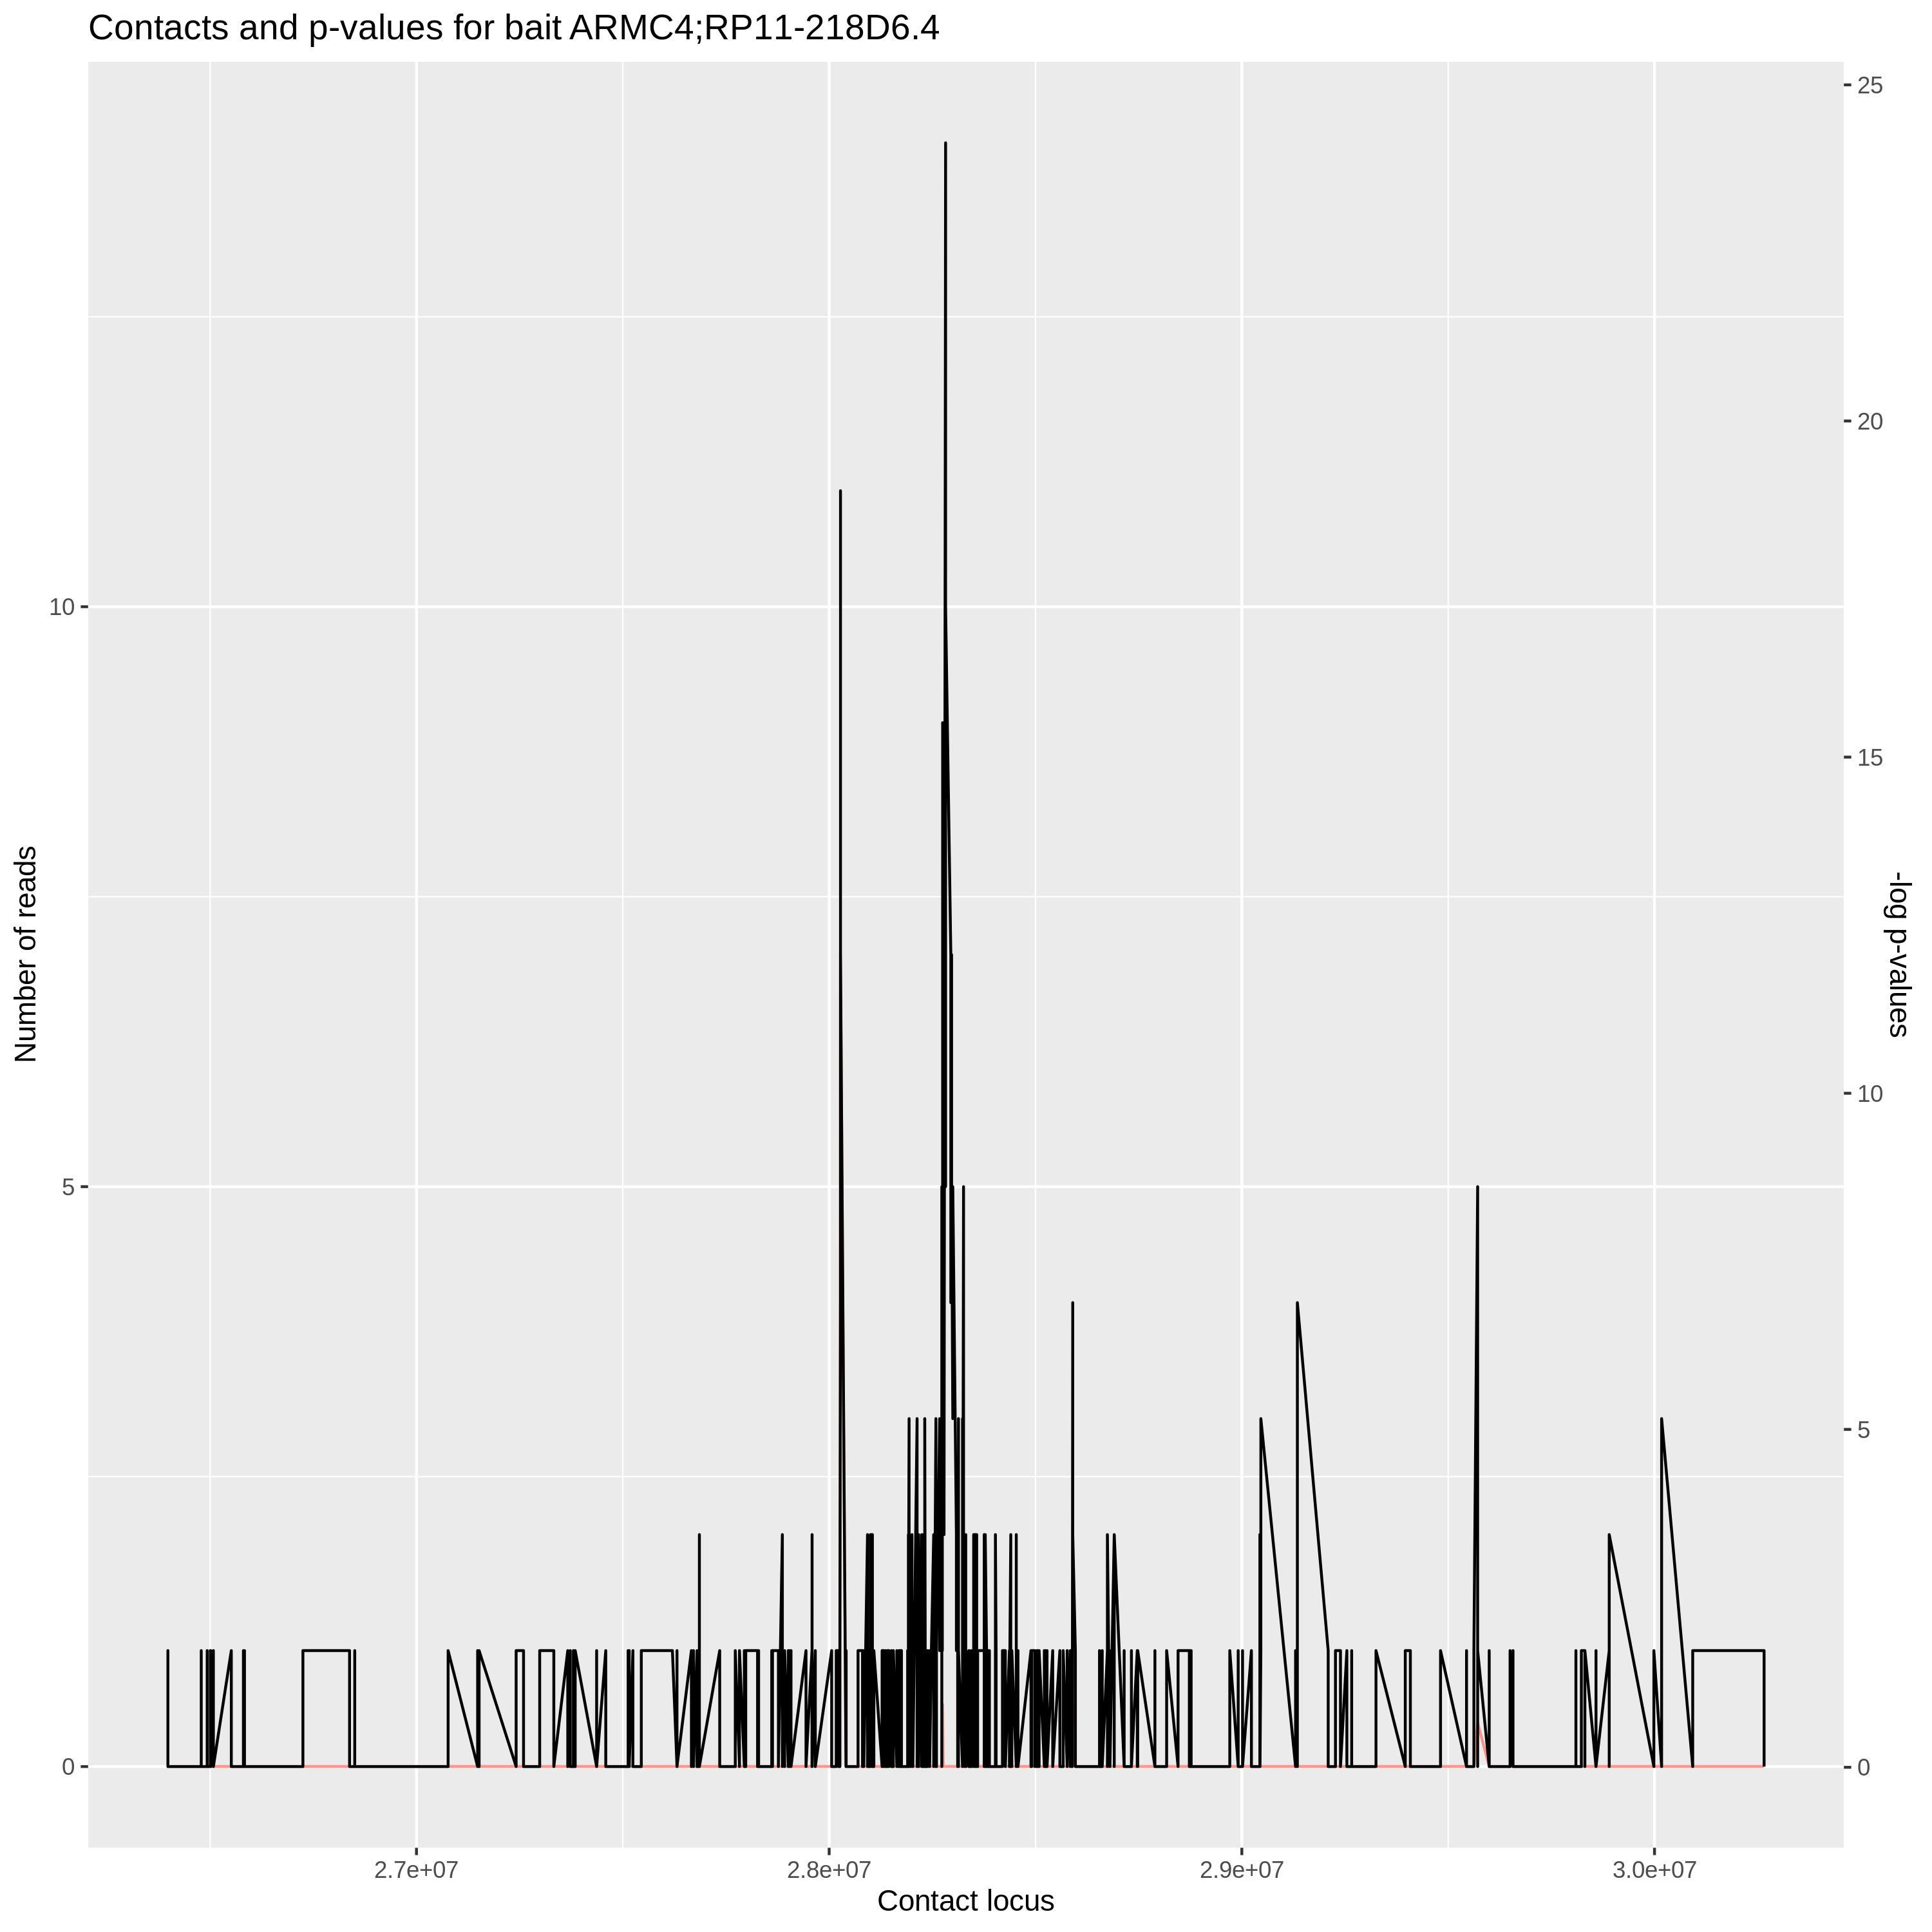 Contacts and p-values for bait ARMC4;RP11-218D6.4
25
20
10
15
Number of reads
-log p-values
10
5
5
0
0
2.7e+07 2.8e+07 2.9e+07 3.0e+07
Contact locus